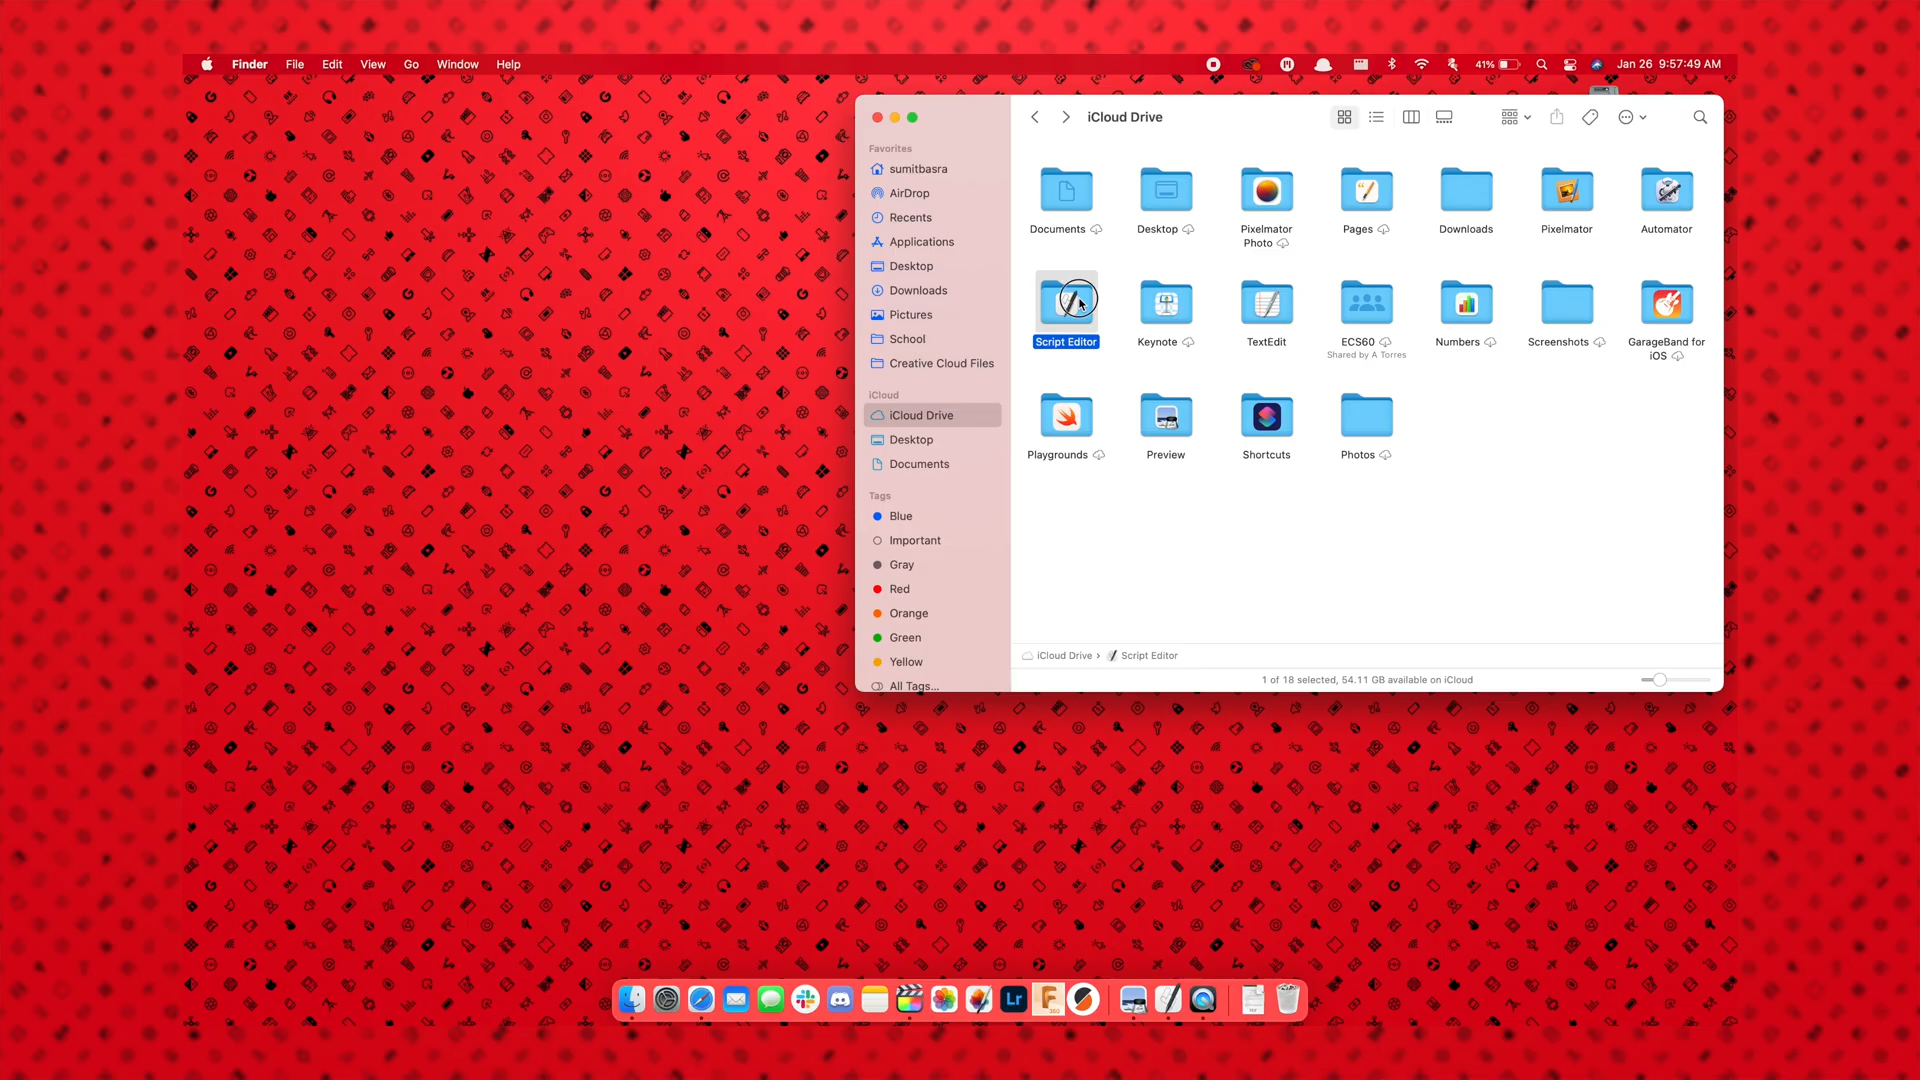 Finder File Edit View Go Window Help
41% Jan 26 9:57:49 AM
iCloud Drive
Favorites
sumitbasra
AirDrop
Recents
Applications
Desktop
Downloads
Pictures
School
Creative Cloud Files
iCloud
iCloud Drive
Desktop
Documents
Tags
Blue
Important
Gray
Red
Orange
Green
Yellow
All Tags...
Documents Desktop Pixelmator Photo Pages Downloads Pixelmator Automator
Script Editor Keynote TextEdit ECS60 Numbers Screenshots GarageBand for iOS
Shared by A Torres
Playgrounds Preview Shortcuts Photos
iCloud Drive › Script Editor
1 of 18 selected, 54.11 GB available on iCloud
Lr
360